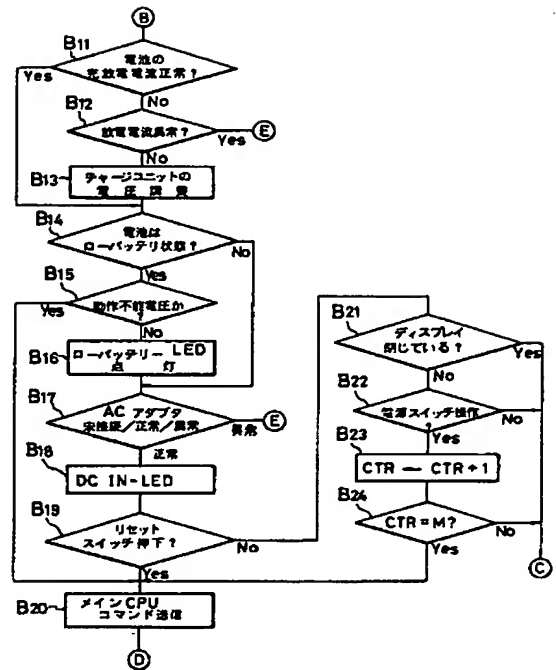 B
B11
電池の
充放電電流正常?
Yes
No
B12
放電電流異常?
Yes
E
No
B13
チャージユニットの
電圧調整
B14
電池は
ローバッテリ状態?
No
Yes
B15
動作不能電圧か
?
Yes
No
B16
ローバッテリー LED
点 灯
B17
AC アダプタ
未接続/正常/異常
異常
E
正常
B18
DC IN-LED
B19
リセット
スイッチ押下?
No
Yes
B20
メインCPU
コマンド送信
D
B21
ディスプレイ
閉じている?
Yes
No
B22
電源スイッチ操作
No
Yes
B23
CTR — CTR+1
B24
CTR=M?
No
Yes
C